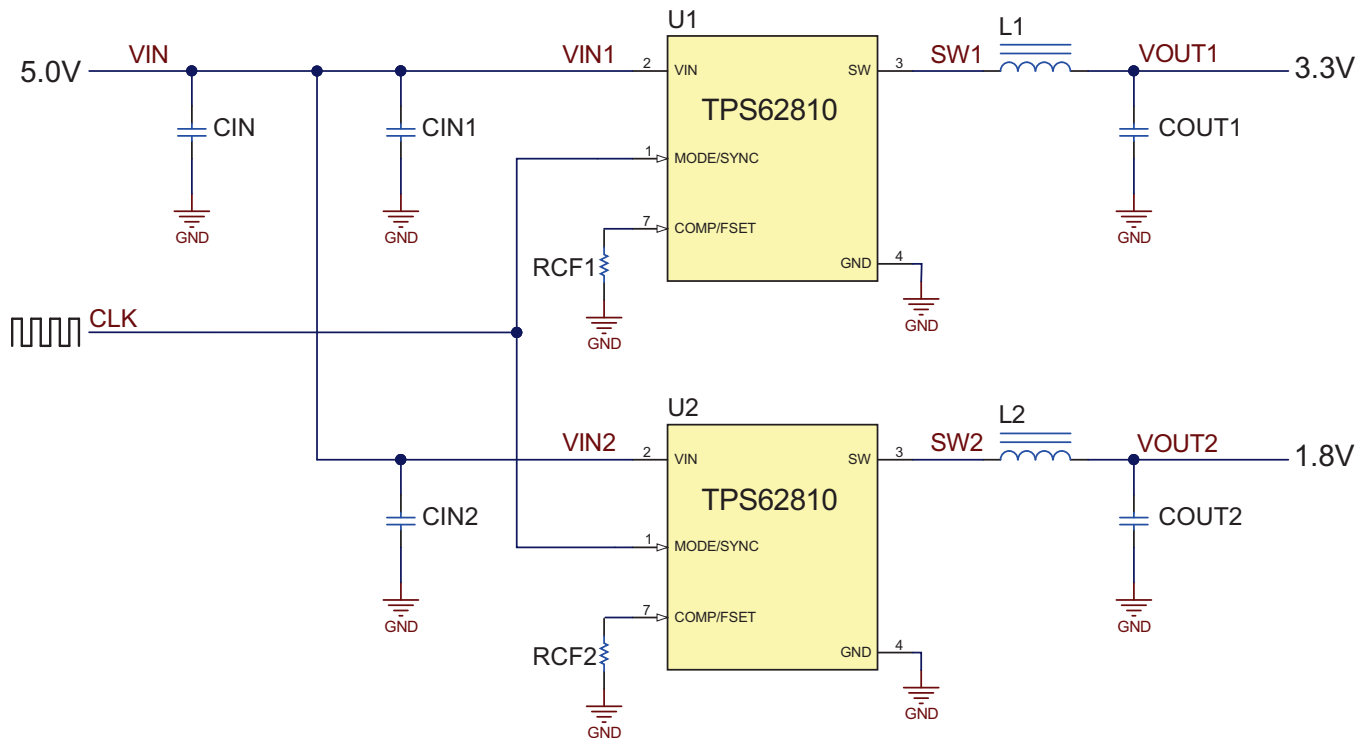 U1
L1
VIN
VIN1
SW1
VOUT1
5.0V
2
VIN
SW
3
3.3V
TPS62810
CIN
CIN1
COUT1
1
MODE/SYNC
GND
GND
7
COMP/FSET
GND
RCF1
GND
4
CLK
GND
GND
U2
L2
VIN2
SW2
VOUT2
2
VIN
SW
3
1.8V
TPS62810
CIN2
COUT2
1
MODE/SYNC
7
COMP/FSET
GND
GND
RCF2
GND
4
GND
GND